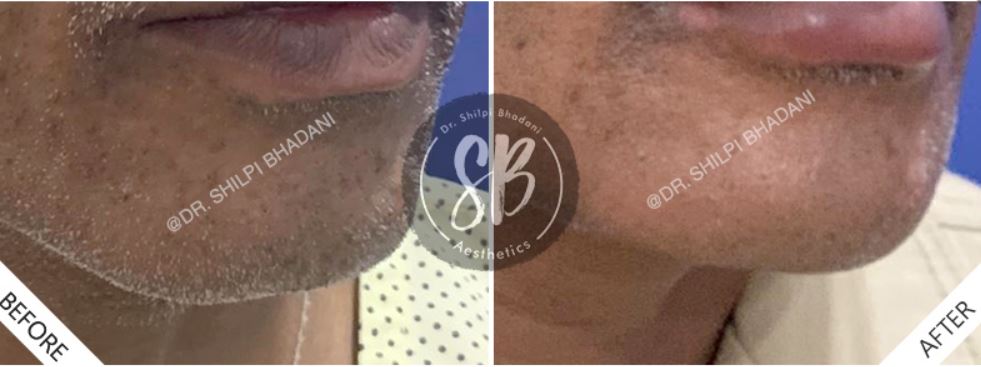 @DR. SHILPI BHADANI
@DR. SHILPI BHADANI
Dr. Shilpi Bhadani
SB
Aesthetics
BEFORE
AFTER